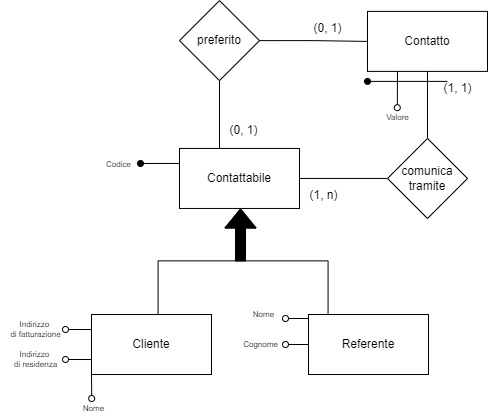 preferito
(0, 1)
Contatto
(1, 1)
Valore
(0, 1)
Codice
Contattabile
(1, n)
comunica
tramite
Indirizzo
di fatturazione
Indirizzo
di residenza
Cliente
Nome
Nome
Cognome
Referente